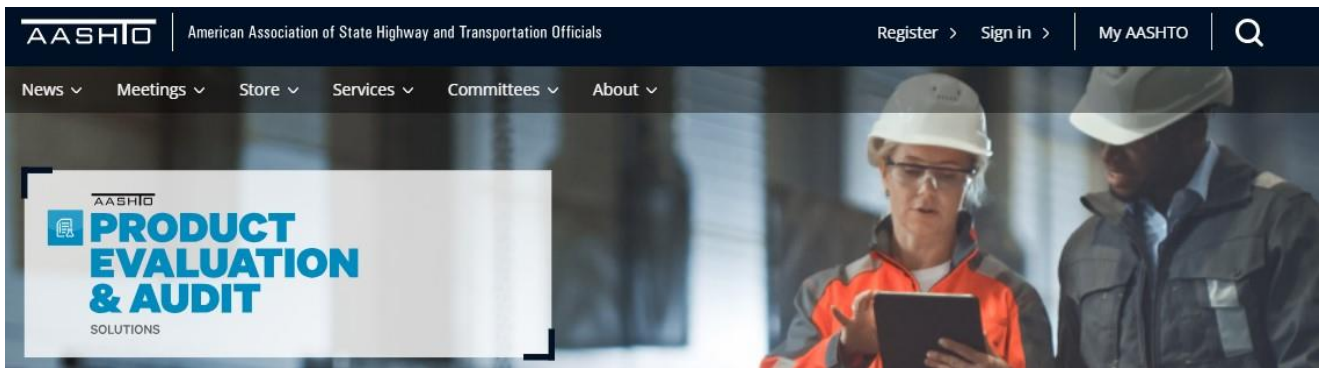 AASHTO
American Association of State Highway and Transportation Officials
Register > Sign in > My AASHTO
News Meetings Store Services Committees About
AASHTO
PRODUCT
EVALUATION
& AUDIT
SOLUTIONS